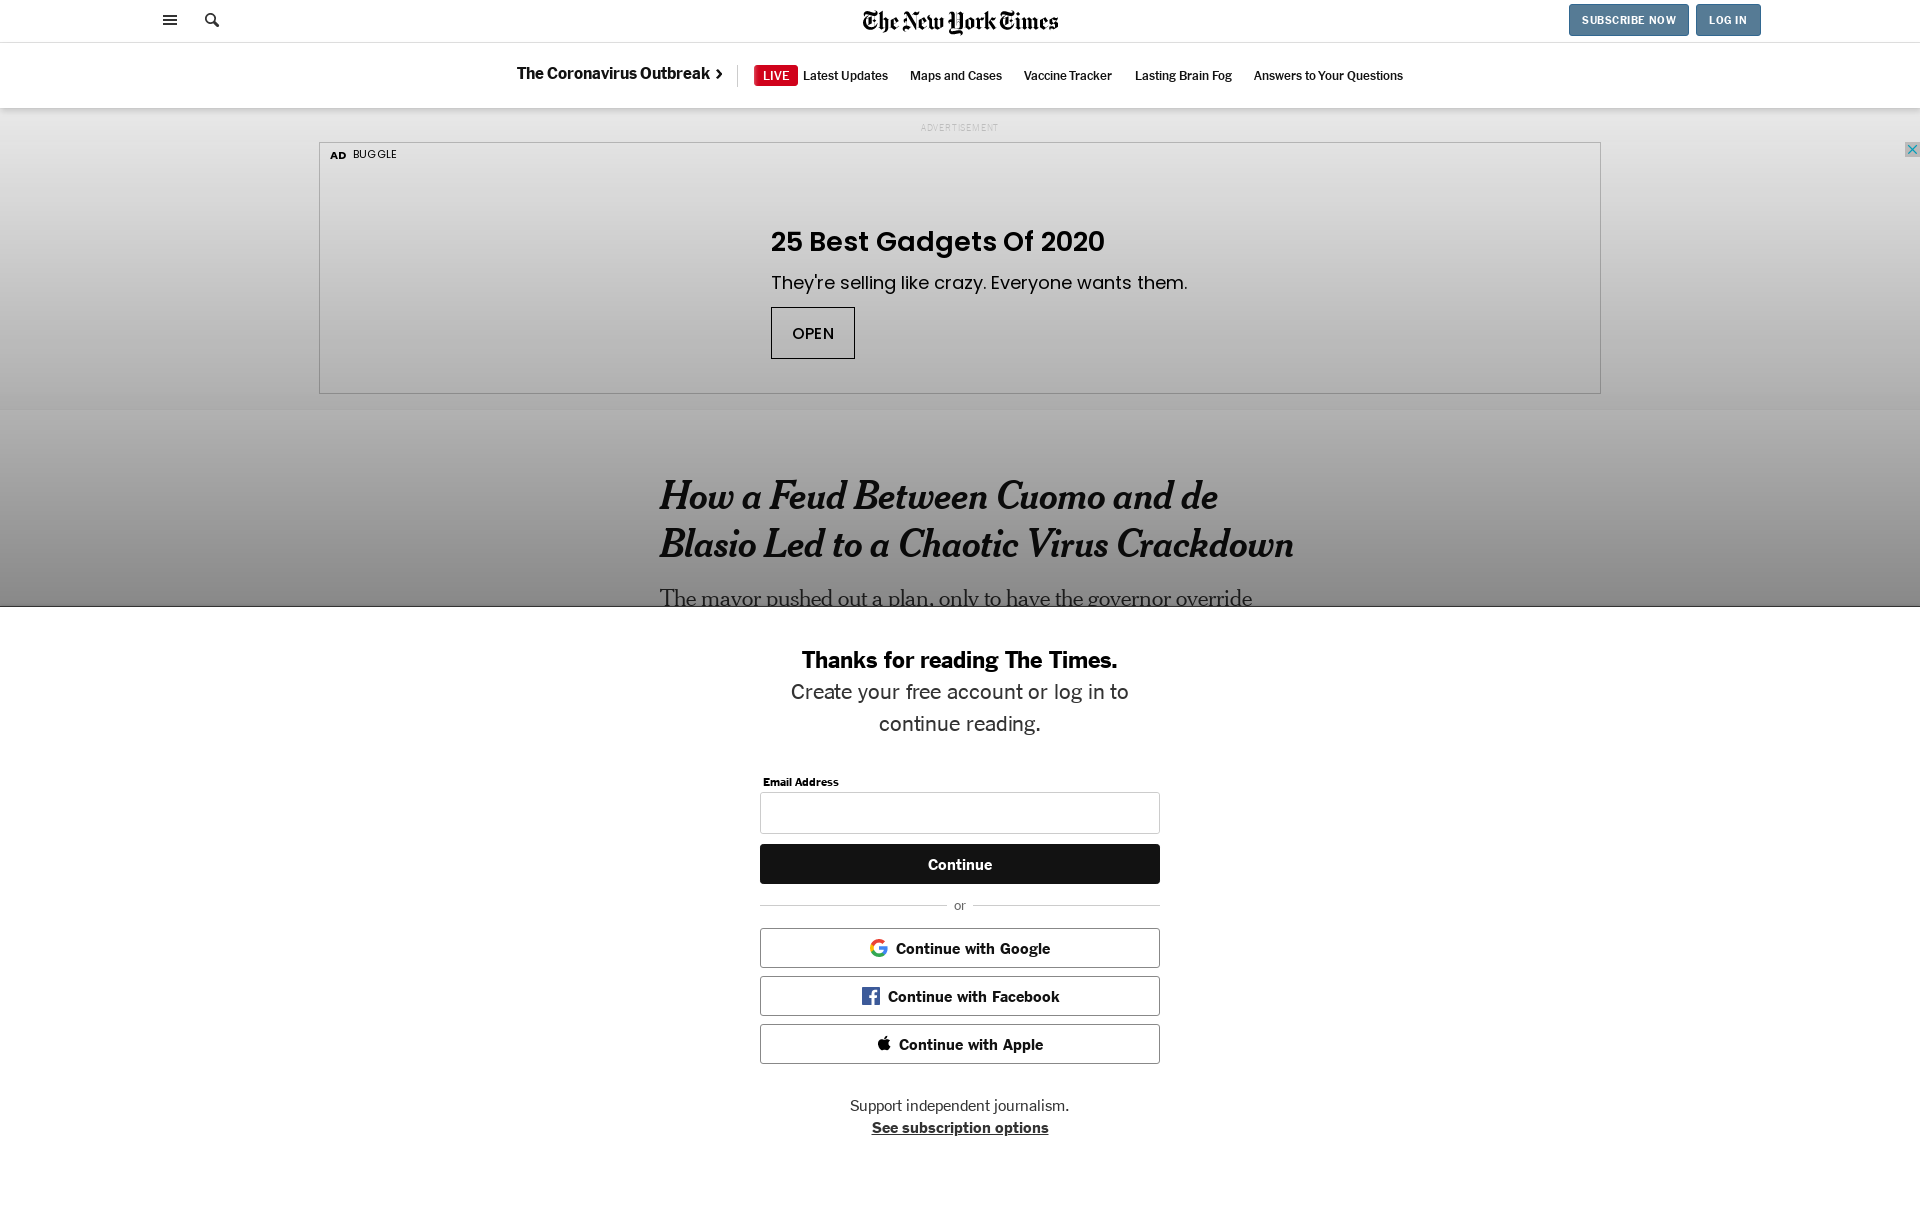 The New York Times
SUBSCRIBE NOW
LOG IN
The Coronavirus Outbreak ›
LIVE Latest Updates
Maps and Cases
Vaccine Tracker
Lasting Brain Fog
Answers to Your Questions
ADVERTISEMENT
AD BUGGLE
25 Best Gadgets Of 2020
They're selling like crazy. Everyone wants them.
OPEN
How a Feud Between Cuomo and de
Blasio Led to a Chaotic Virus Crackdown
The mayor pushed out a plan, only to have the governor override
Thanks for reading The Times.
Create your free account or log in to
continue reading.
Email Address
Continue
or
Continue with Google
Continue with Facebook
Continue with Apple
Support independent journalism.
See subscription options